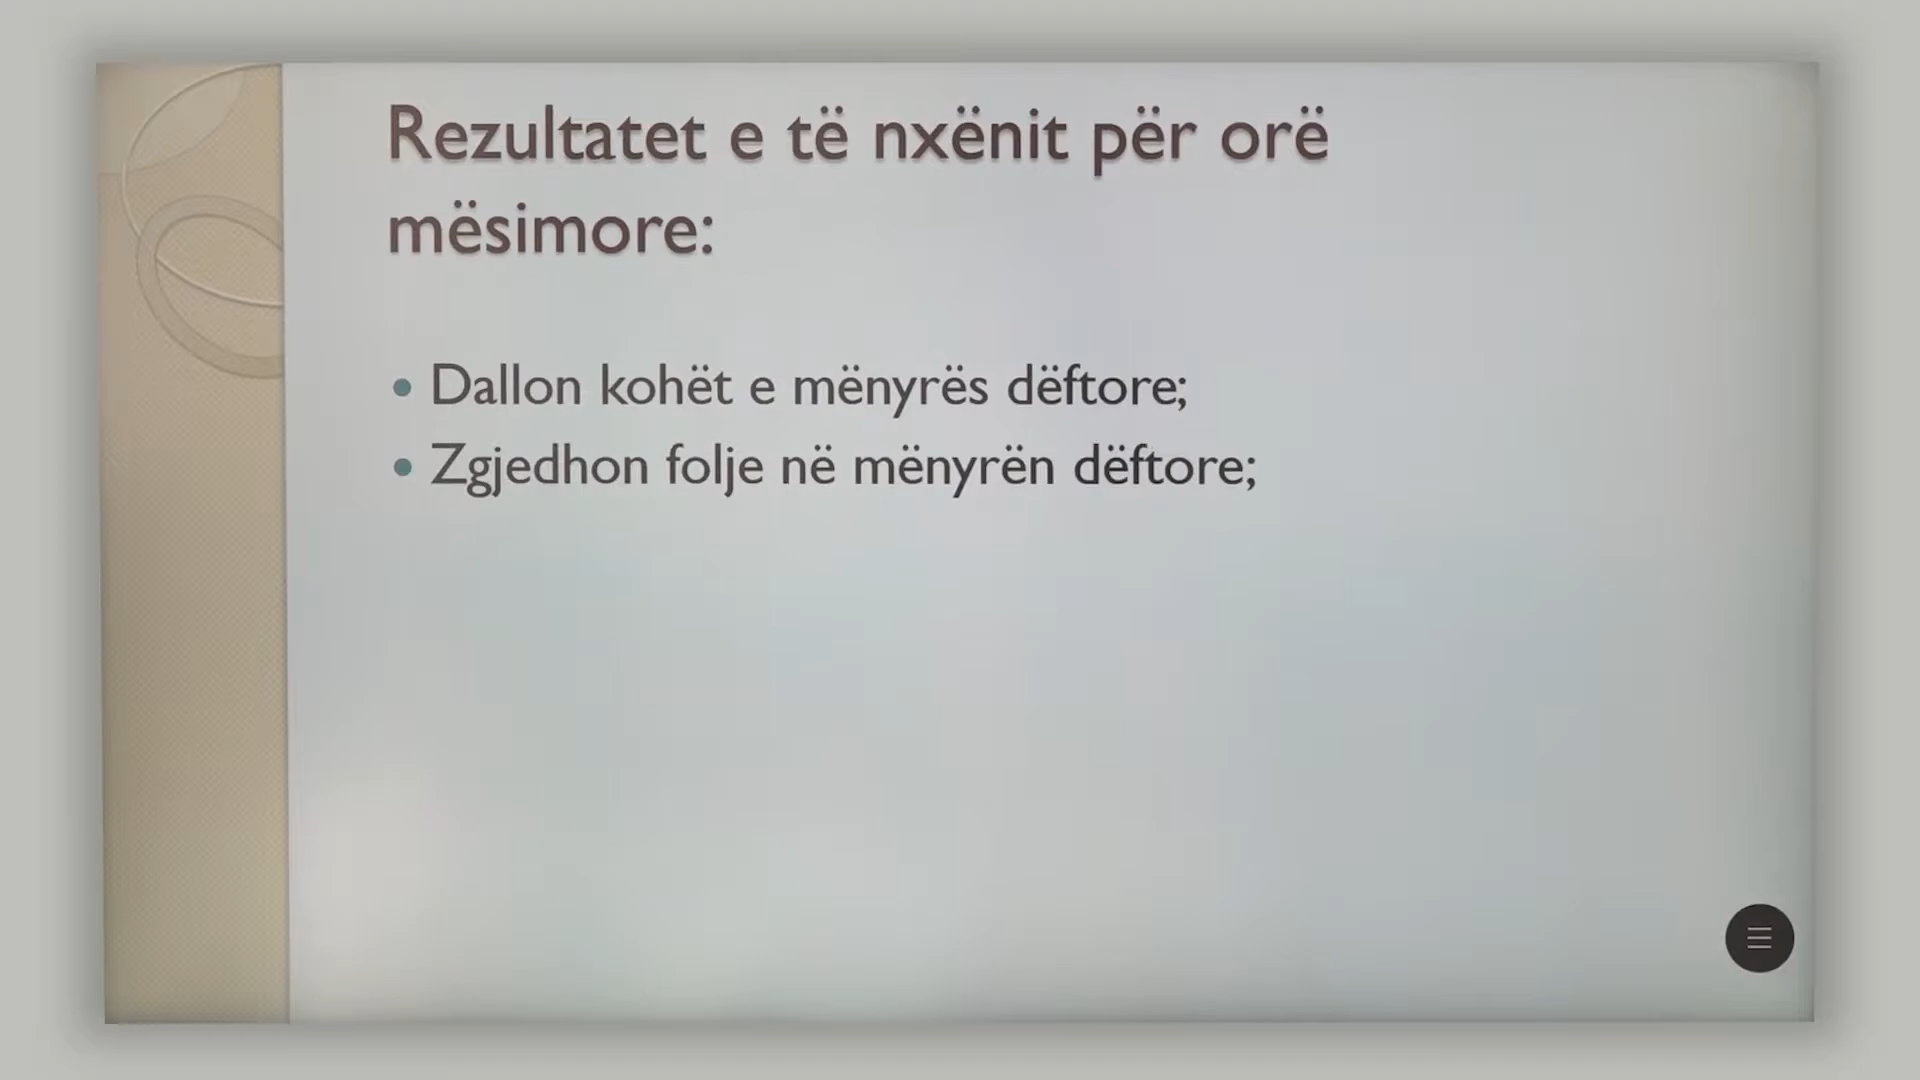 Rezultatet e të nxënit për orë
mësimore:
• Dallon kohët e mënyrës dëftore;
• Zgjedhon folje në mënyrën dëftore;